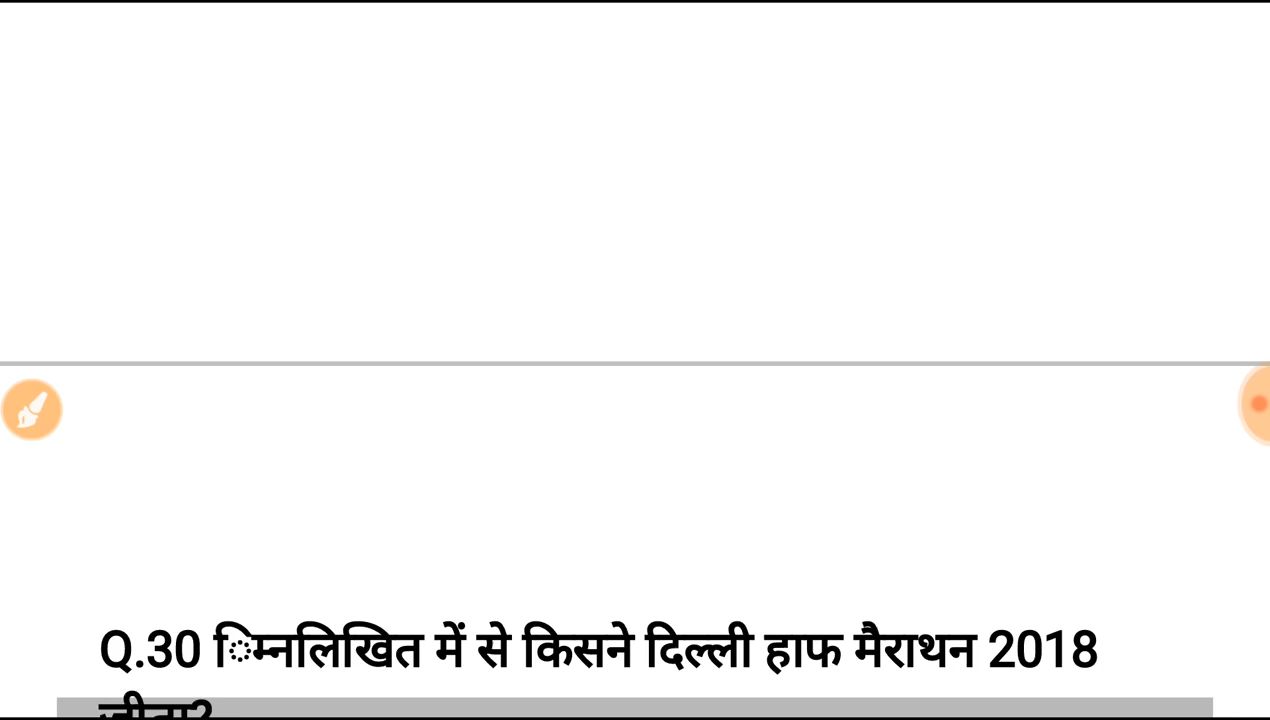 Q.30 िम्नलिखित में से किसने दिल्ली हाफ मैराथन 2018
जीता?